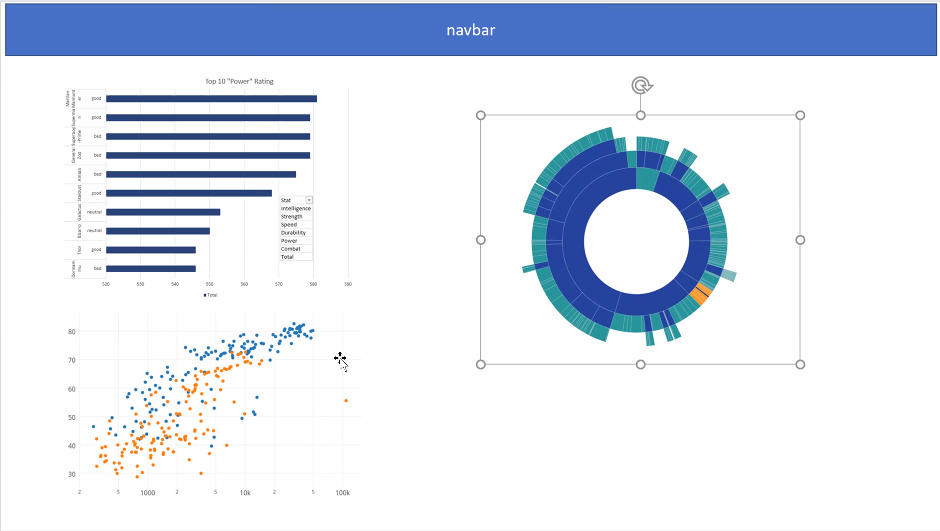 navbar
Top 10 "Power" Rating
good
good
bad
bad
bad
good
neutral
neutral
good
bad
Thor
520
530
540
550
560
570
580
590
Total
Stat
Intelligence
Strength
Speed
Durability
Power
Combat
Total
80
70
60
50
40
30
2
5
1000
2
5
10k
2
5
100k